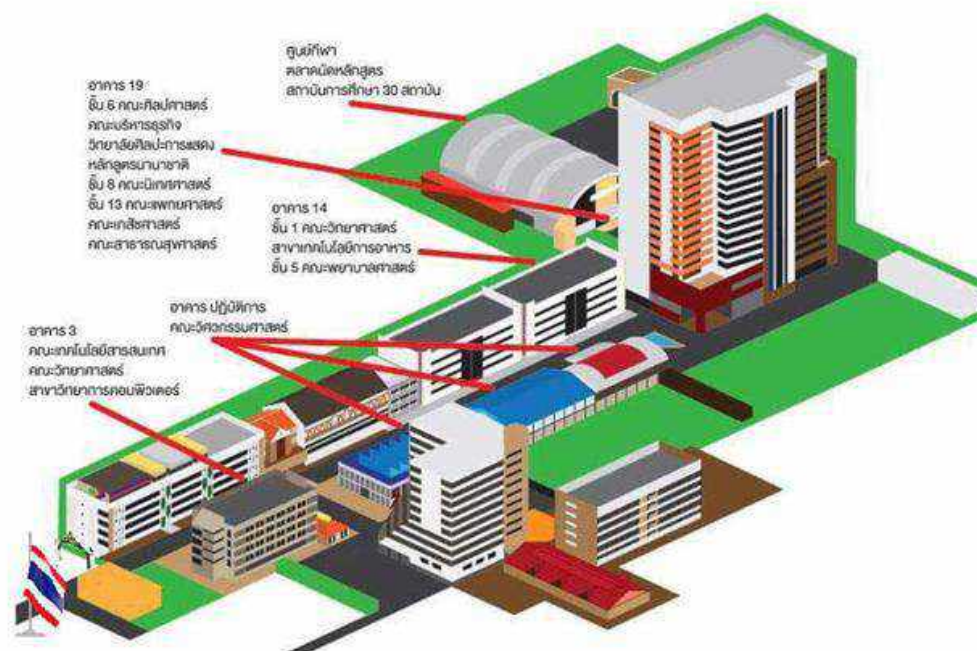 ศูนย์กีฬา
ตลาดนัดหลักสูตร
สถาบันการศึกษา 30 สถาบัน
อาคาร 19
ชั้น 6 คณะศิลปศาสตร์
คณะบริหารธุรกิจ
วิทยาลัยศิลปะการแสดง
หลักสูตรนานาชาติ
ชั้น 8 คณะนิเทศศาสตร์
ชั้น 13 คณะแพทยศาสตร์
คณะเภสัชศาสตร์
คณะสาธารณสุขศาสตร์
อาคาร 14
ชั้น 1 คณะวิทยาศาสตร์
สาขาเทคโนโลยีการอาหาร
ชั้น 5 คณะพยาบาลศาสตร์
อาคาร ปฏิบัติการ
คณะวิศวกรรมศาสตร์
อาคาร 3
คณะเทคโนโลยีสารสนเทศ
คณะวิทยาศาสตร์
สาขาวิทยาการคอมพิวเตอร์